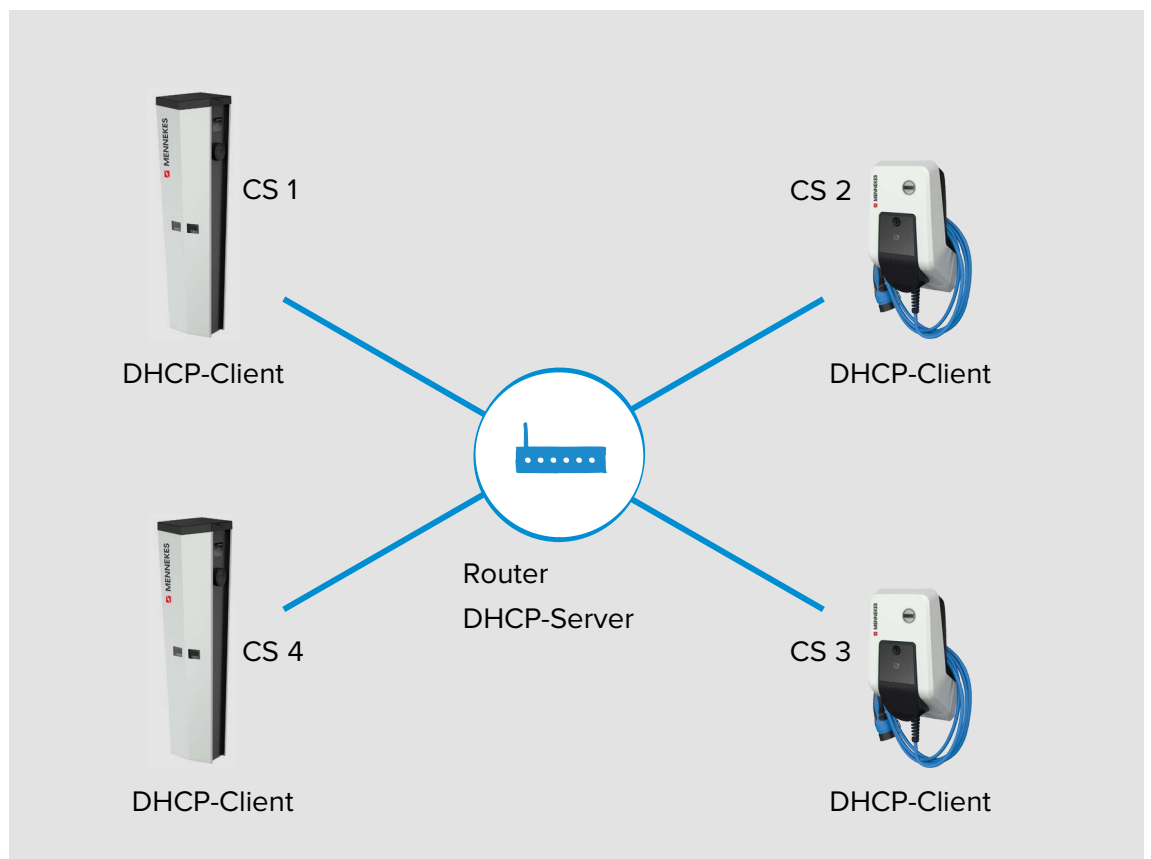 MENNEKES
CS 1
DHCP-Client
CS 2
MENNEKES
DHCP-Client
Router
DHCP-Server
MENNEKES
CS 4
DHCP-Client
CS 3
MENNEKES
DHCP-Client